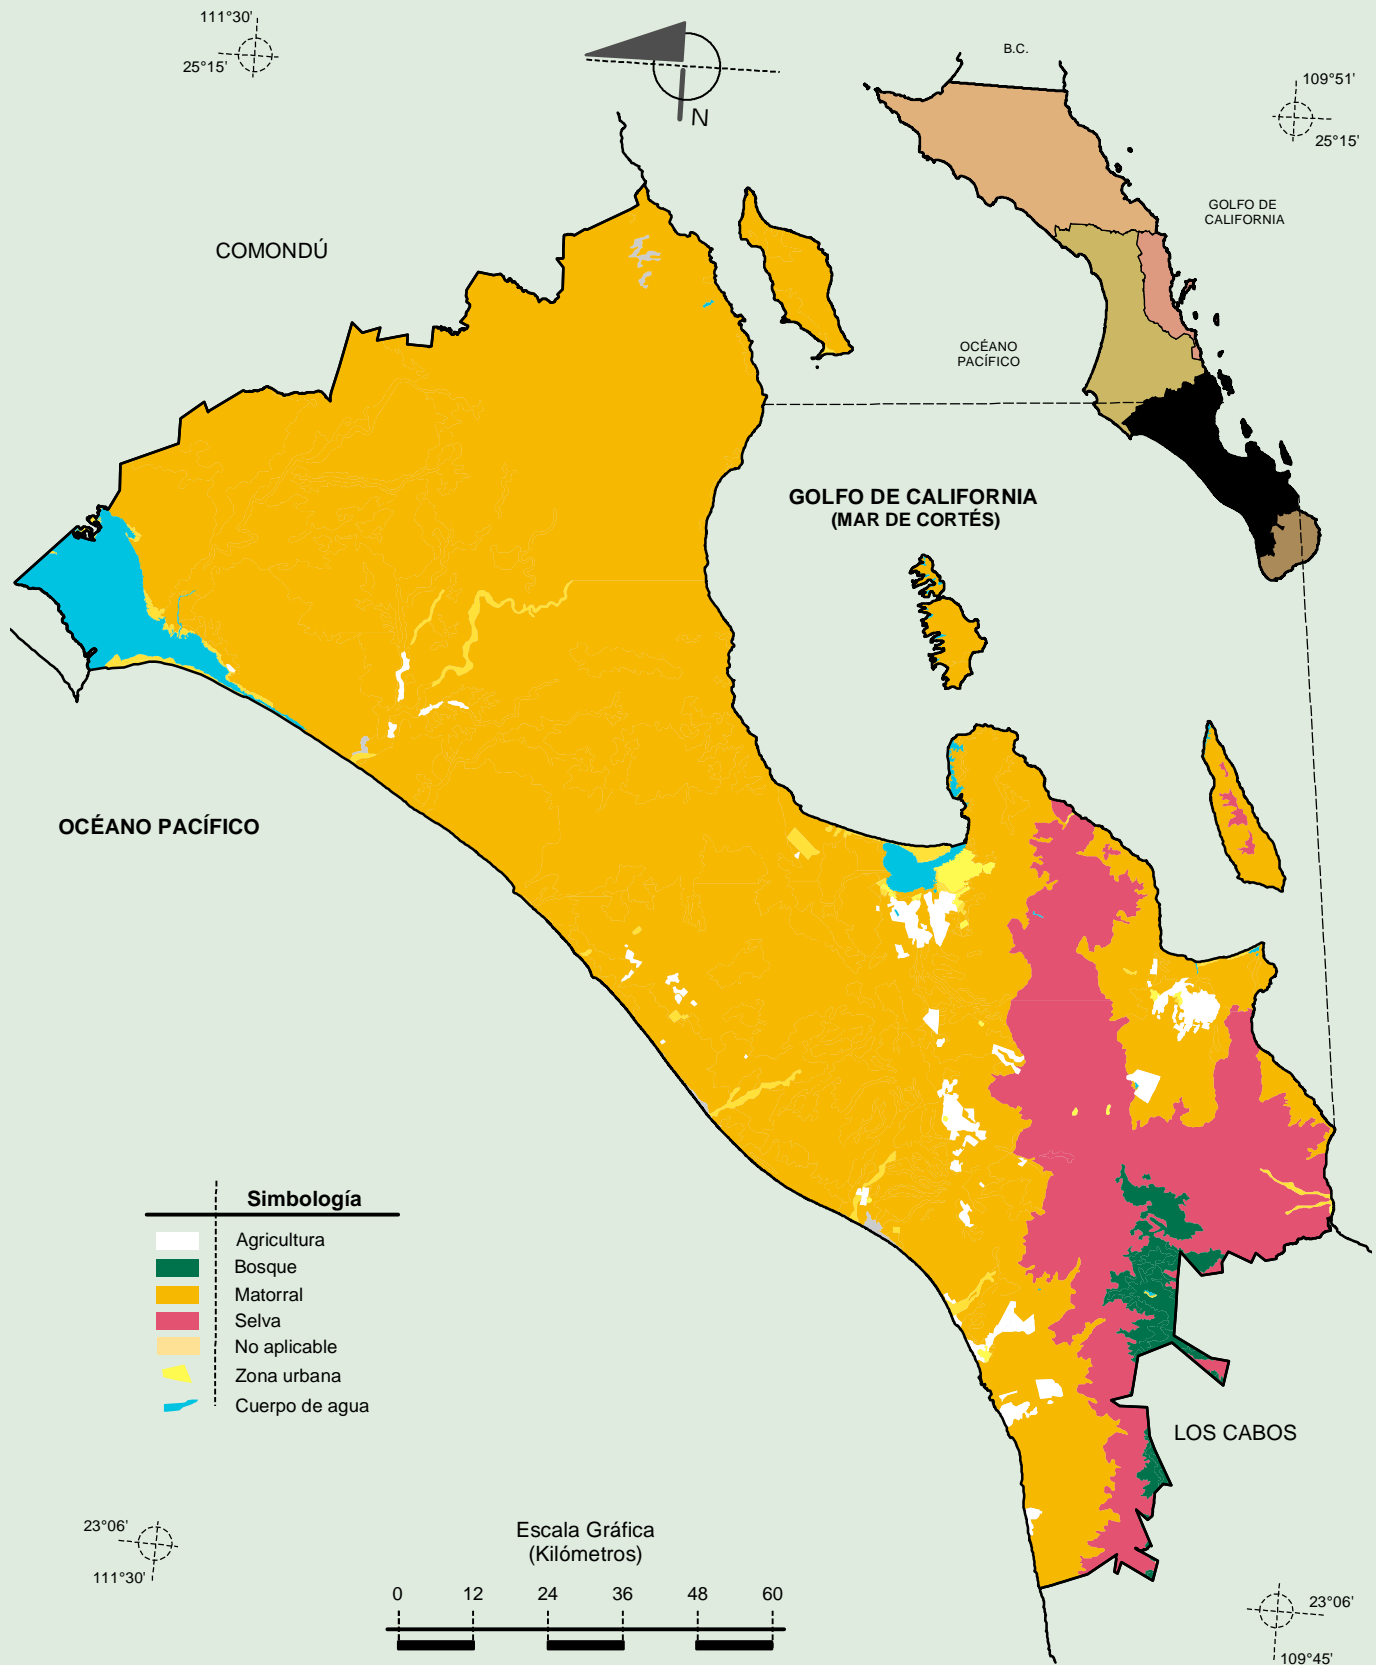 111°30'
25°15'
N
B.C.
109°51'
25°15'
GOLFO DE
CALIFORNIA
COMONDÚ
OCÉANO
PACÍFICO
GOLFO DE CALIFORNIA
(MAR DE CORTÉS)
OCÉANO PACÍFICO
Simbología
Agricultura
Bosque
Matorral
Selva
No aplicable
Zona urbana
Cuerpo de agua
LOS CABOS
23°06'
111°30'
Escala Gráfica
(Kilómetros)
0 12 24 36 48 60
23°06'
109°45'